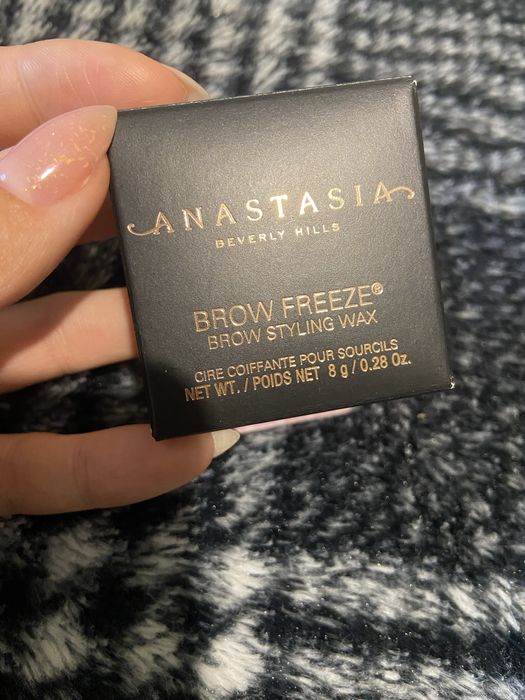 ANASTASIA
BEVERLY HILLS
BROW FREEZE®
BROW STYLING WAX
CIRE COIFFANTE POUR SOURCILS
NET WT. / POIDS NET 8 g / 0.28 Oz.